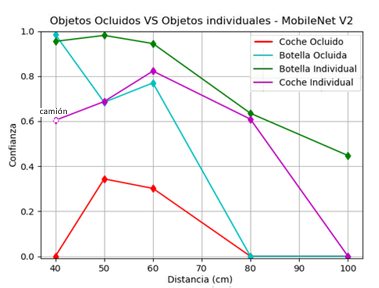 Objetos Ocluidos VS Objetos individuales - MobileNet V2
1.0
0.8
0.6
0.4
0.2
0.0
Confianza
camión
Coche Ocluido
Botella Ocluida
Botella Individual
Coche Individual
40 50 60 70 80 90 100
Distancia (cm)